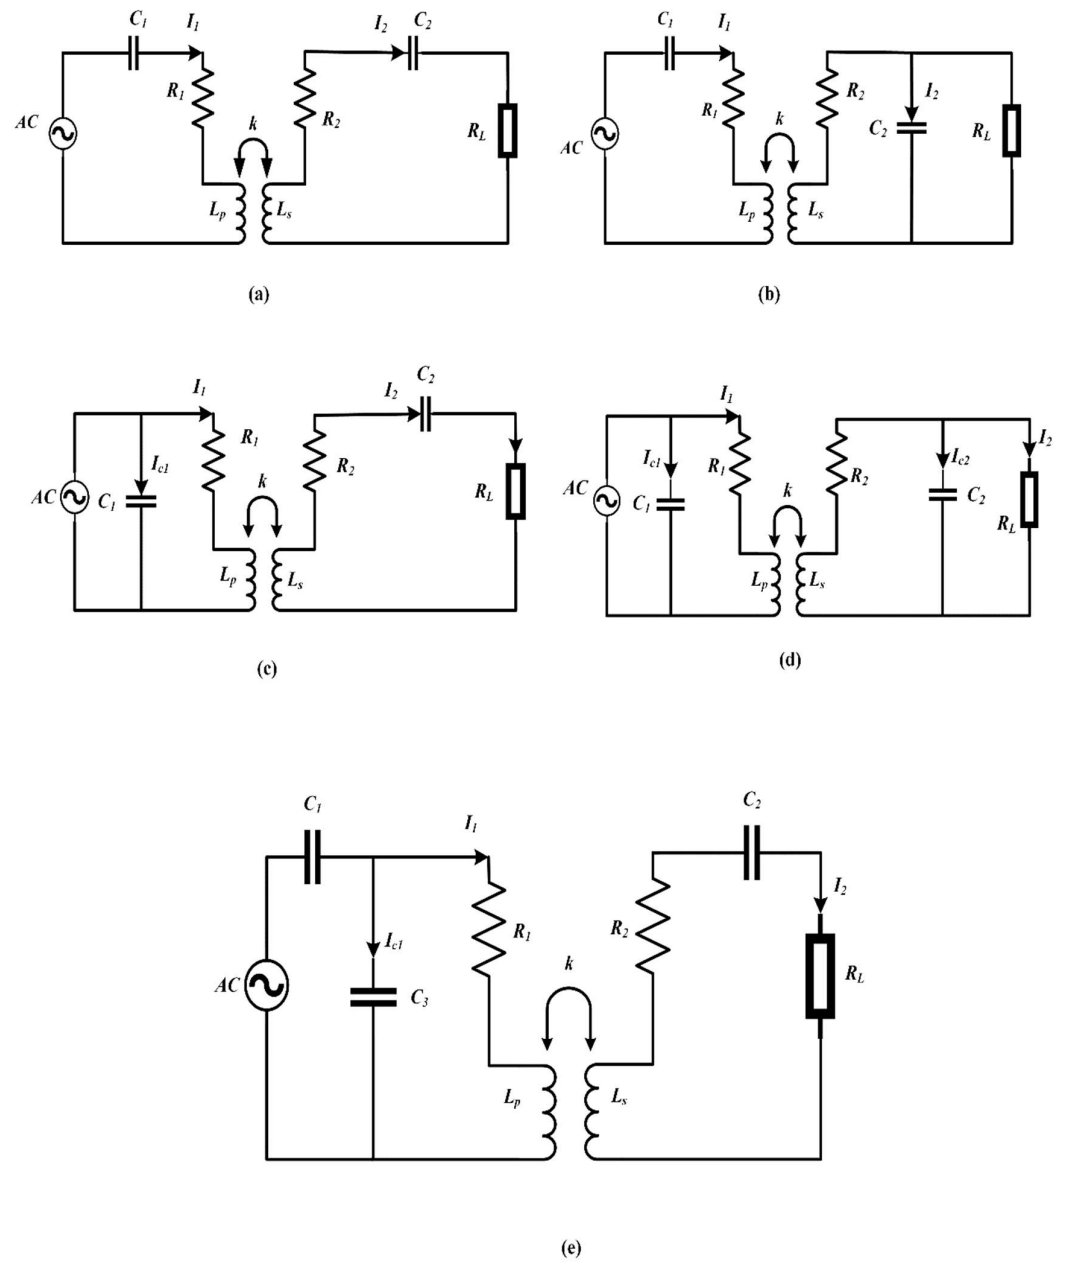 C1 I1 I2 C2
AC R1 R2 k RL
Lp Ls
(a)
C1 I1
AC R1 R2 I2 C2 k RL
Lp Ls
(b)
I1 I2 C2
AC Ic1 C1 R1 R2 k RL
Lp Ls
(c)
I1 I2
AC Ic1 C1 R1 R2 k Ic2 C2 RL
Lp Ls
(d)
C1 I1 C2
I2
R1 R2
Ic1
k
AC C3 RL
Lp Ls
(e)